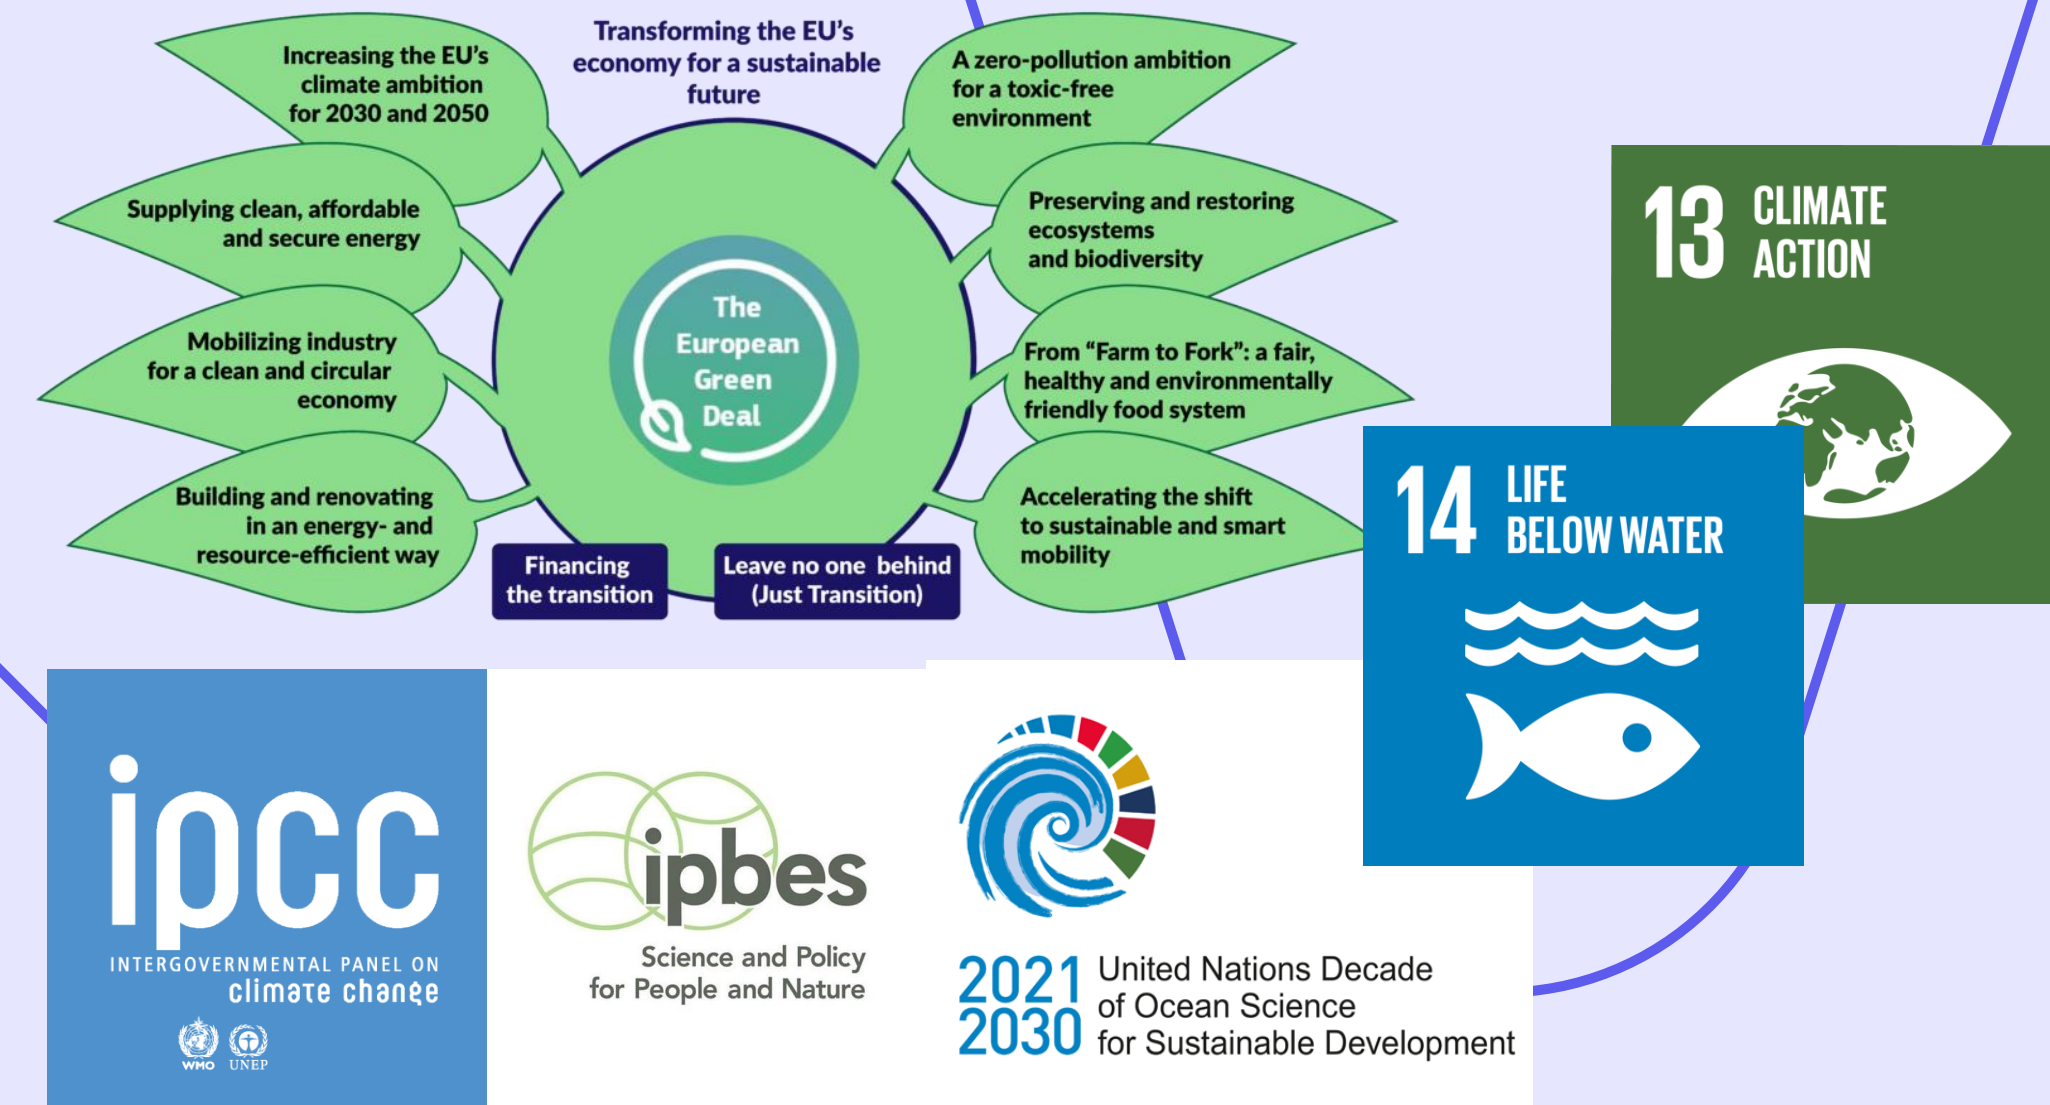 Transforming the EU’s
economy for a sustainable
future
Increasing the EU’s
climate ambition
for 2030 and 2050
Supplying clean, affordable
and secure energy
Mobilizing industry
for a clean and circular
economy
Building and renovating
in an energy- and
resource-efficient way
The
European
Green
Deal
A zero-pollution ambition
for a toxic-free
environment
Preserving and restoring
ecosystems
and biodiversity
From “Farm to Fork”: a fair,
healthy and environmentally
friendly food system
Accelerating the shift
to sustainable and smart
mobility
Financing
the transition
Leave no one behind
(Just Transition)
13 CLIMATE
ACTION
14 LIFE
BELOW WATER
ipcc
INTERGOVERNMENTAL PANEL ON
climate change
WMO UNEP
ipbes
Science and Policy
for People and Nature
2021
2030
United Nations Decade
of Ocean Science
for Sustainable Development